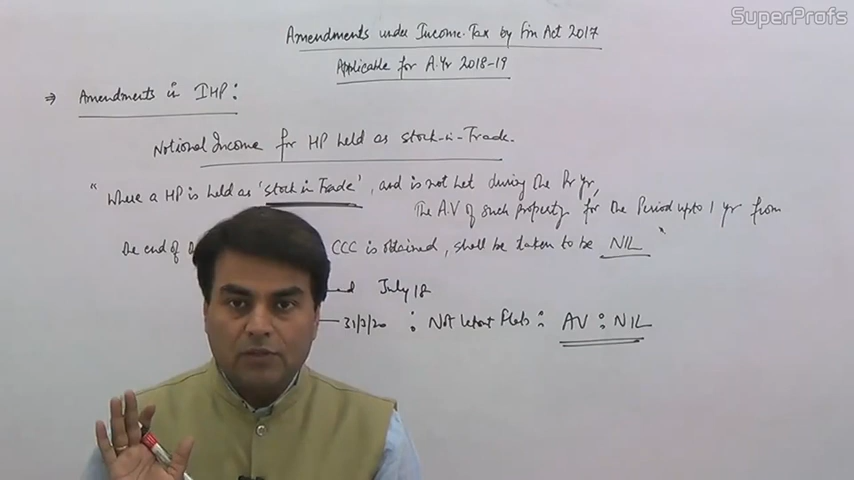 SuperProfs
Amendments under Income-Tax by Fin Act 2017
Applicable for A.Yr 2018-19
⇒ Amendments in IHP:
Notional Income for HP held as stock-in-Trade.
"Where a HP is held as 'stock in Trade', and is not Let during the Pr Yr,
The A.V of such property for the Period upto 1 yr from
the end of CCC is obtained, shall be taken to be NIL
July 18
: Not letout Flats : AV : NIL